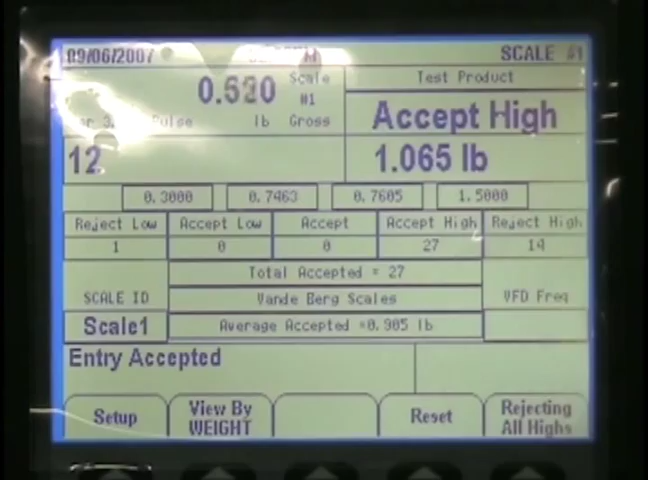 09/06/2007
SCALE #1
0.520 Scale
#1
lb Gross
Test Product
Accept High
12
1.065 lb
0.3000 0.7463 0.7605 1.5000
Reject Low Accept Low Accept Accept High Reject High
1 0 0 27 14
Total Accepted = 27
SCALE ID Vande Berg Scales VFD Freq
Scale1 Average Accepted =0.905 lb
Entry Accepted
Setup View By
WEIGHT Reset Rejecting
All Highs